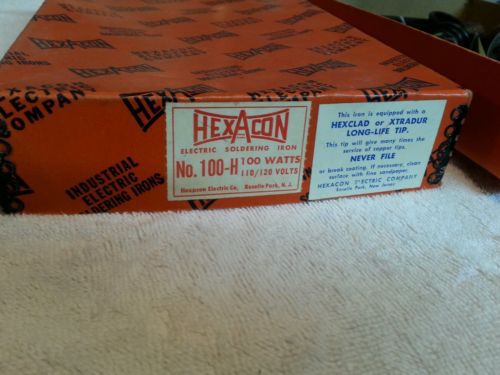 HEXACON
ELECTRIC
COMPANY
HEXACON
INDUSTRIAL
ELECTRIC
SOLDERING IRONS
HEXACON
ELECTRIC SOLDERING IRON
No. 100-H 100 WATTS
110/120 VOLTS
Hexacon Electric Co., Roselle Park, N. J.
This iron is equipped with a
HEXCLAD or XTRADUR
LONG-LIFE TIP.
This tip will give many times the
service of copper tips.
NEVER FILE
or break coating. If necessary, clean
surface with fine sandpaper.
HEXACON ELECTRIC COMPANY
Roselle Park, New Jersey